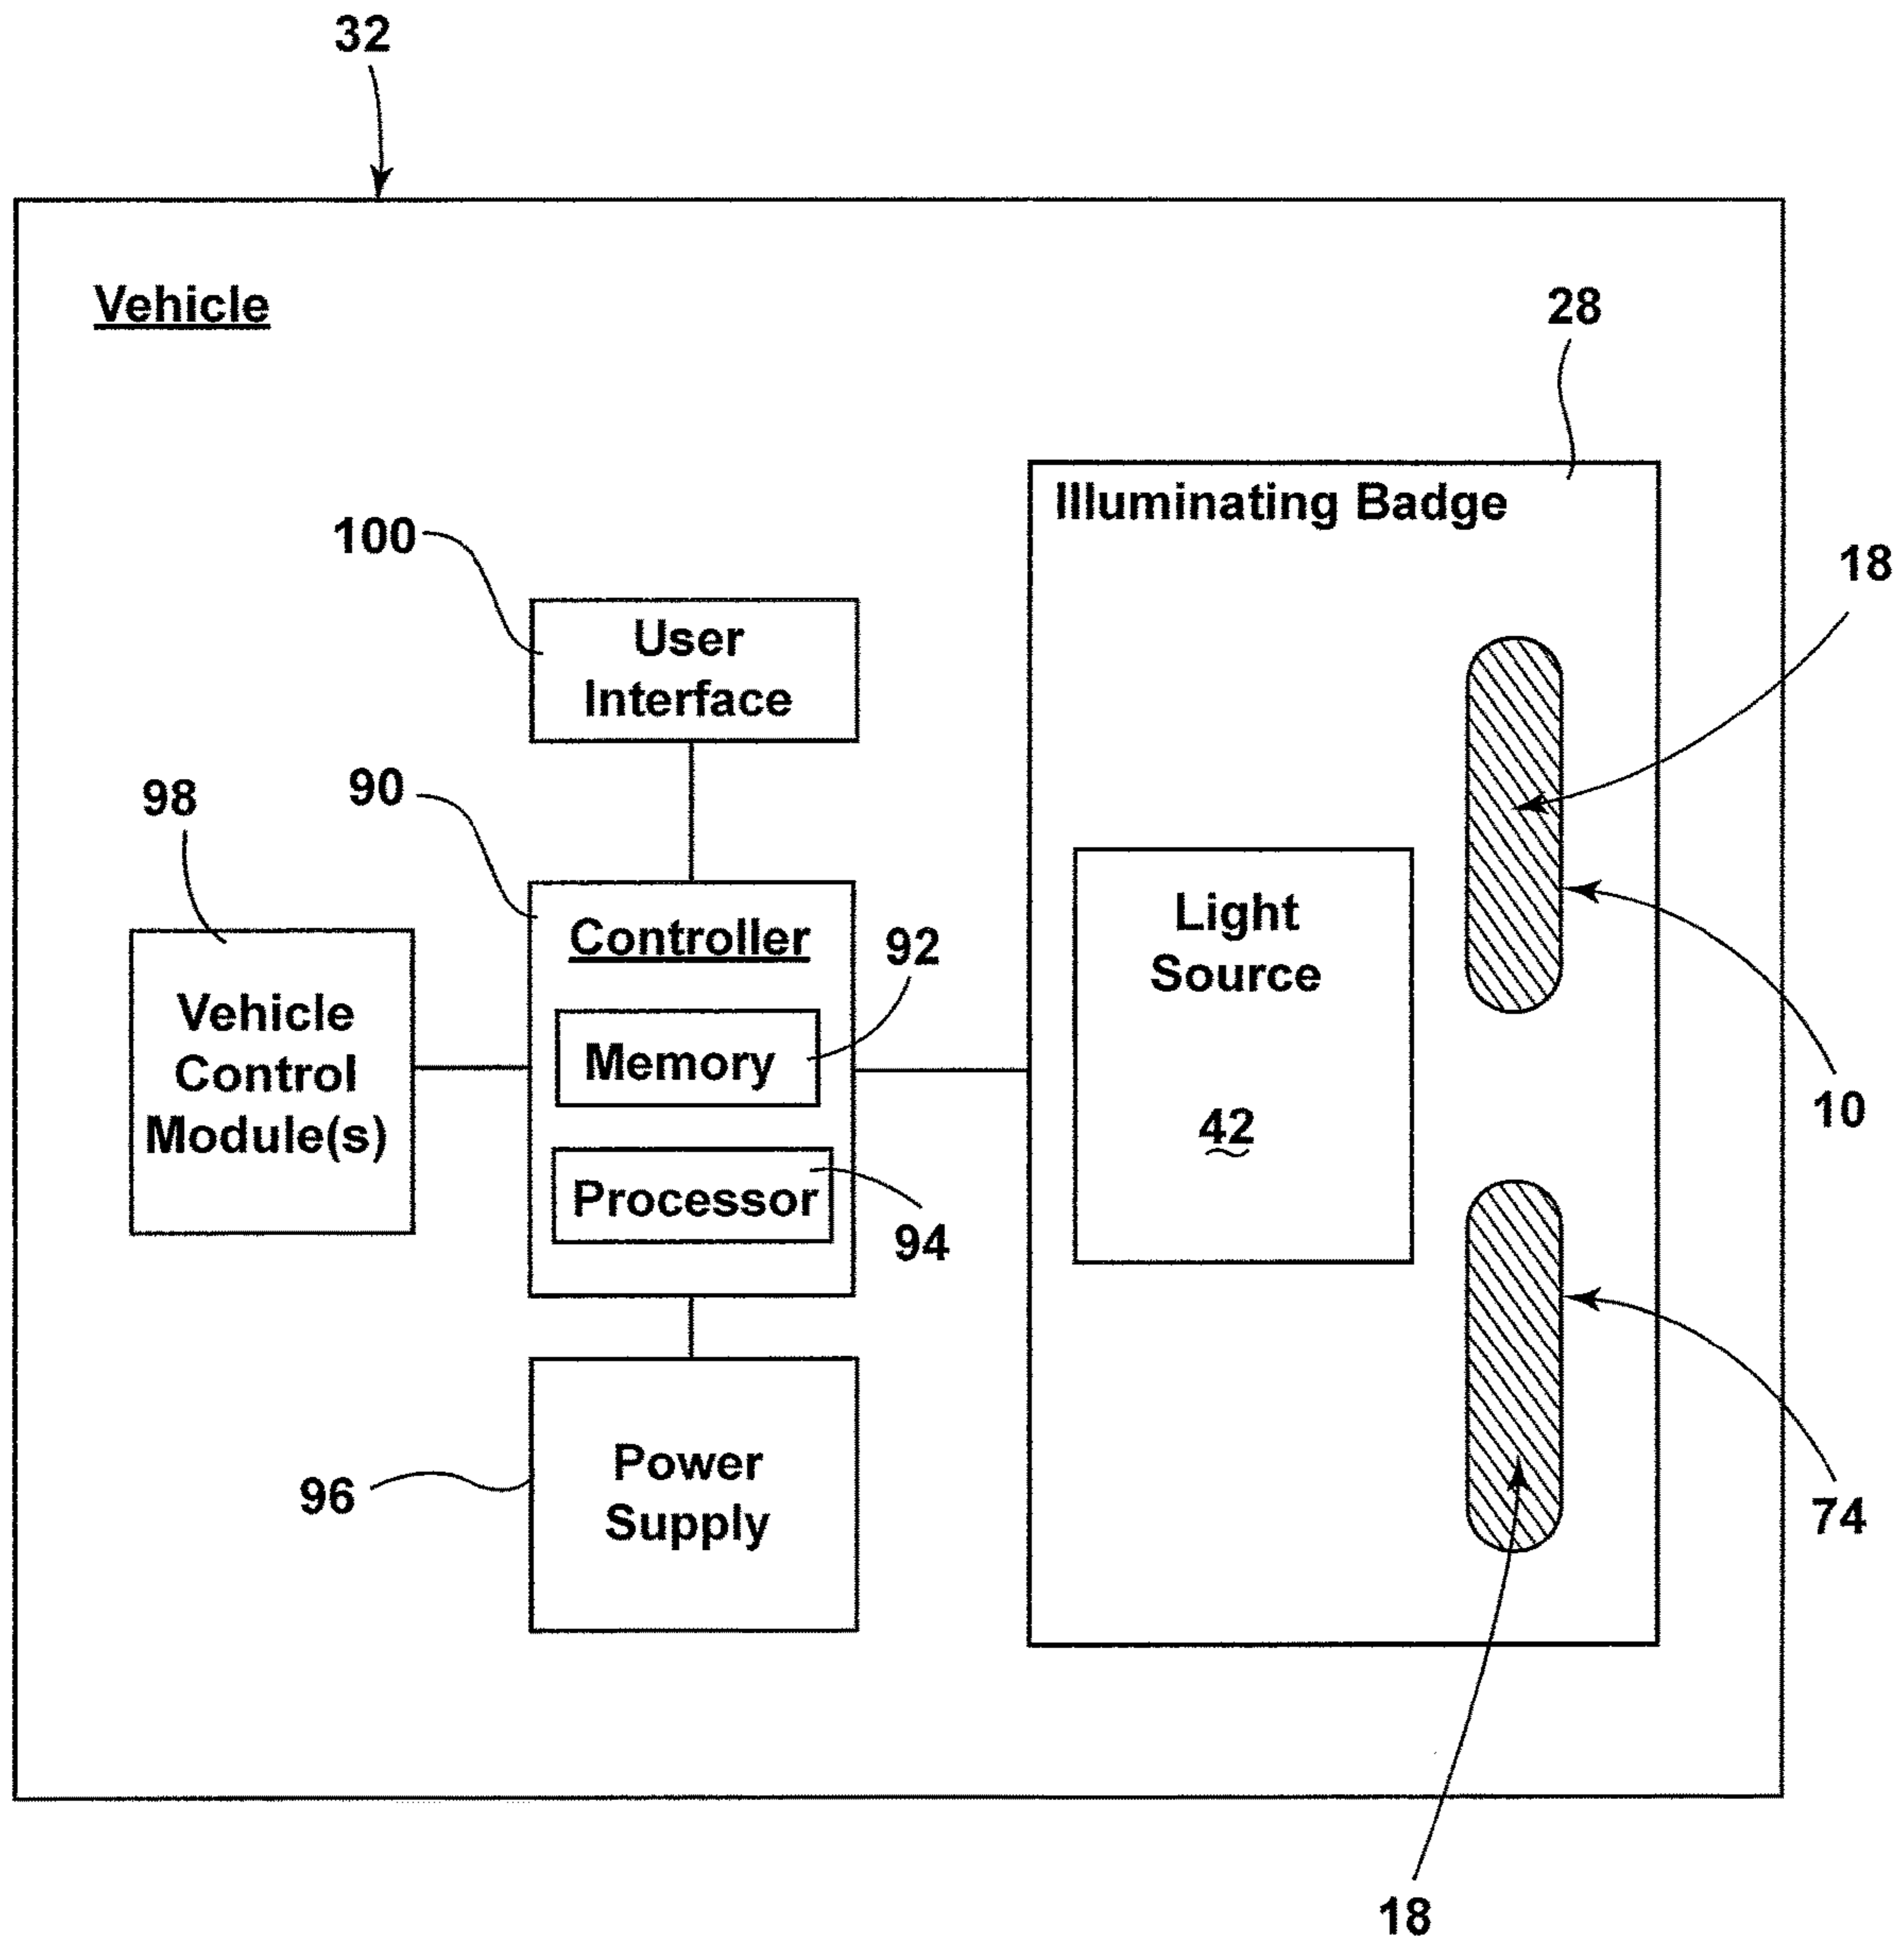 32
Vehicle
28
Illuminating Badge
18
100
User
Interface
90
98
Controller
92
Light
Source
Vehicle
Control
Module(s)
Memory
42
10
Processor
94
96
Power
Supply
74
18